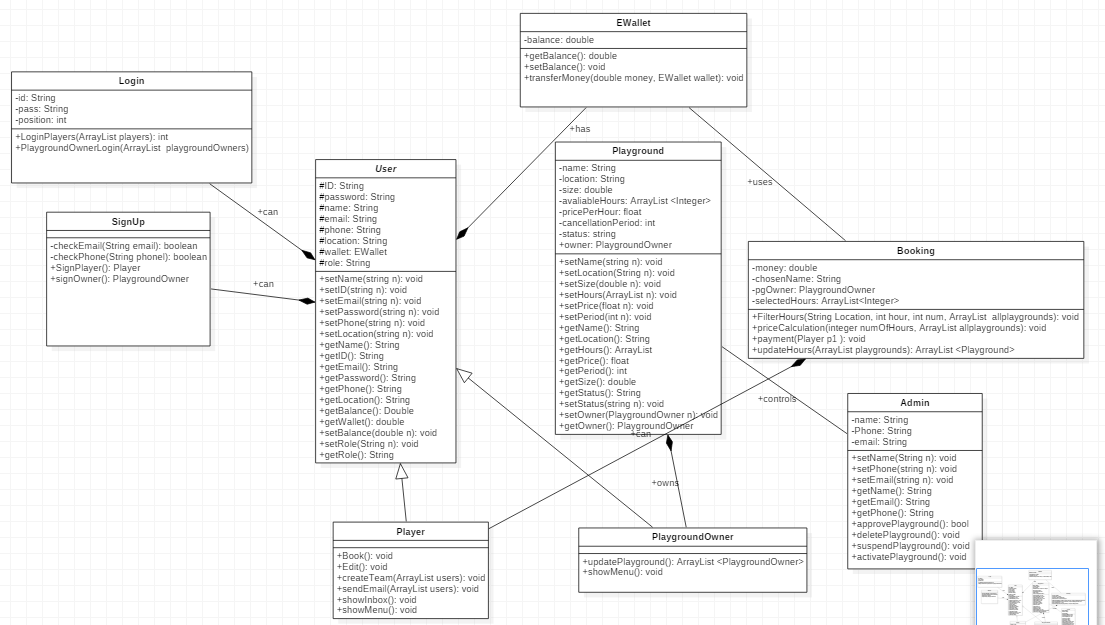 EWallet
-balance: double
+getBalance(): double
+setBalance(): void
+transferMoney(double money, EWallet wallet): void
Login
-id: String
-pass: String
-position: int
+LoginPlayers(ArrayList players): int
+PlaygroundOwnerLogin(ArrayList  playgroundOwners)
+has
+can
+uses
Playground
-name: String
-location: String
-size: double
-avaliableHours: ArrayList <Integer>
-pricePerHour: float
-cancellationPeriod: int
-status: string
+owner: PlaygroundOwner
+setName(string n): void
+setLocation(String n): void
+setSize(double n): void
+setHours(ArrayList n): void
+setPrice(float n): void
+setPeriod(int n): void
+getName(): String
+getLocation(): String
+getHours(): ArrayList
+getPrice(): float
+getPeriod(): int
+getSize(): double
+getStatus(): String
+setStatus(string n): void
+setOwner(PlaygroundOwner n): void
+getOwner(): PlaygroundOwner
User
#ID: String
#password: String
#name: String
#email: String
#phone: String
#location: String
#wallet: EWallet
#role: String
+setName(string n): void
+setID(string n): void
+setEmail(string n): void
+setPassword(string n): void
+setPhone(string n): void
+setLocation(string n): void
+getName(): String
+getID(): String
+getEmail(): String
+getPassword(): String
+getPhone(): String
+getLocation(): String
+getBalance(): Double
+getWallet(): double
+setBalance(double n): void
+setRole(String n): void
+getRole(): String
SignUp
-checkEmail(String email): boolean
-checkPhone(String phonel): boolean
+SignPlayer(): Player
+signOwner(): PlaygroundOwner
+can
Booking
-money: double
-chosenName: String
-pgOwner: PlaygroundOwner
-selectedHours: ArrayList<Integer>
+FilterHours(String Location, int hour, int num, ArrayList  allplaygrounds): void
+priceCalculation(integer numOfHours, ArrayList allplaygrounds): void
+payment(Player p1 ): void
+updateHours(ArrayList playgrounds): ArrayList <Playground>
+controls
+can
+owns
Admin
-name: String
-Phone: String
-email: String
+setName(String n): void
+setPhone(string n): void
+setEmail(string n): void
+getName(): String
+getEmail(): String
+getPhone(): String
+approvePlayground(): bool
+deletePlayground(): void
+suspendPlayground(): void
+activatePlayground(): void
Player
+Book(): void
+Edit(): void
+createTeam(ArrayList users): void
+sendEmail(ArrayList users): void
+showInbox(): void
+showMenu(): void
PlaygroundOwner
+updatePlayground(): ArrayList <PlaygroundOwner>
+showMenu(): void